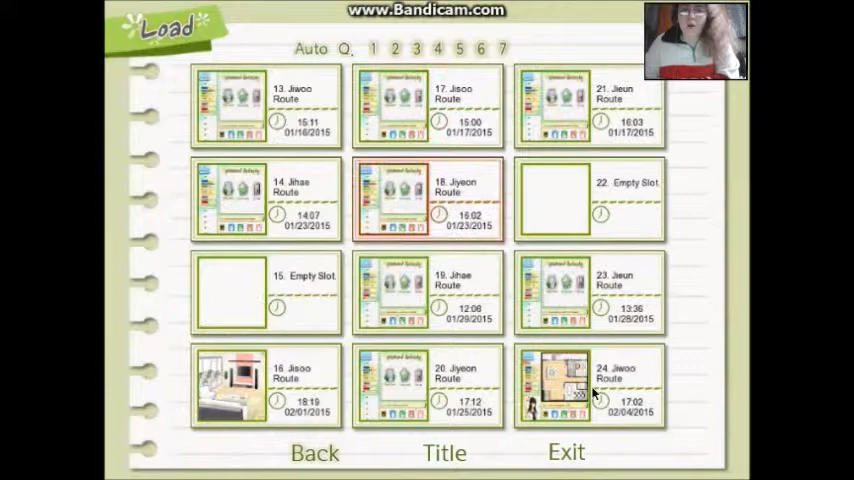 www.Bandicam.com
Load
Auto Q. 1 2 3 4 5 6 7
13. Jiwoo
Route
15:11
01/16/2015
17. Jisoo
Route
15:00
01/17/2015
21. Jieun
Route
16:03
01/17/2015
14. Jihae
Route
14:07
01/23/2015
18. Jiyeon
Route
16:02
01/23/2015
22. Empty Slot
15. Empty Slot
19. Jihae
Route
12:08
01/29/2015
23. Jieun
Route
13:36
01/28/2015
16. Jisoo
Route
18:19
02/01/2015
20. Jiyeon
Route
17:12
01/25/2015
24. Jiwoo
Route
17:02
02/04/2015
Back Title Exit